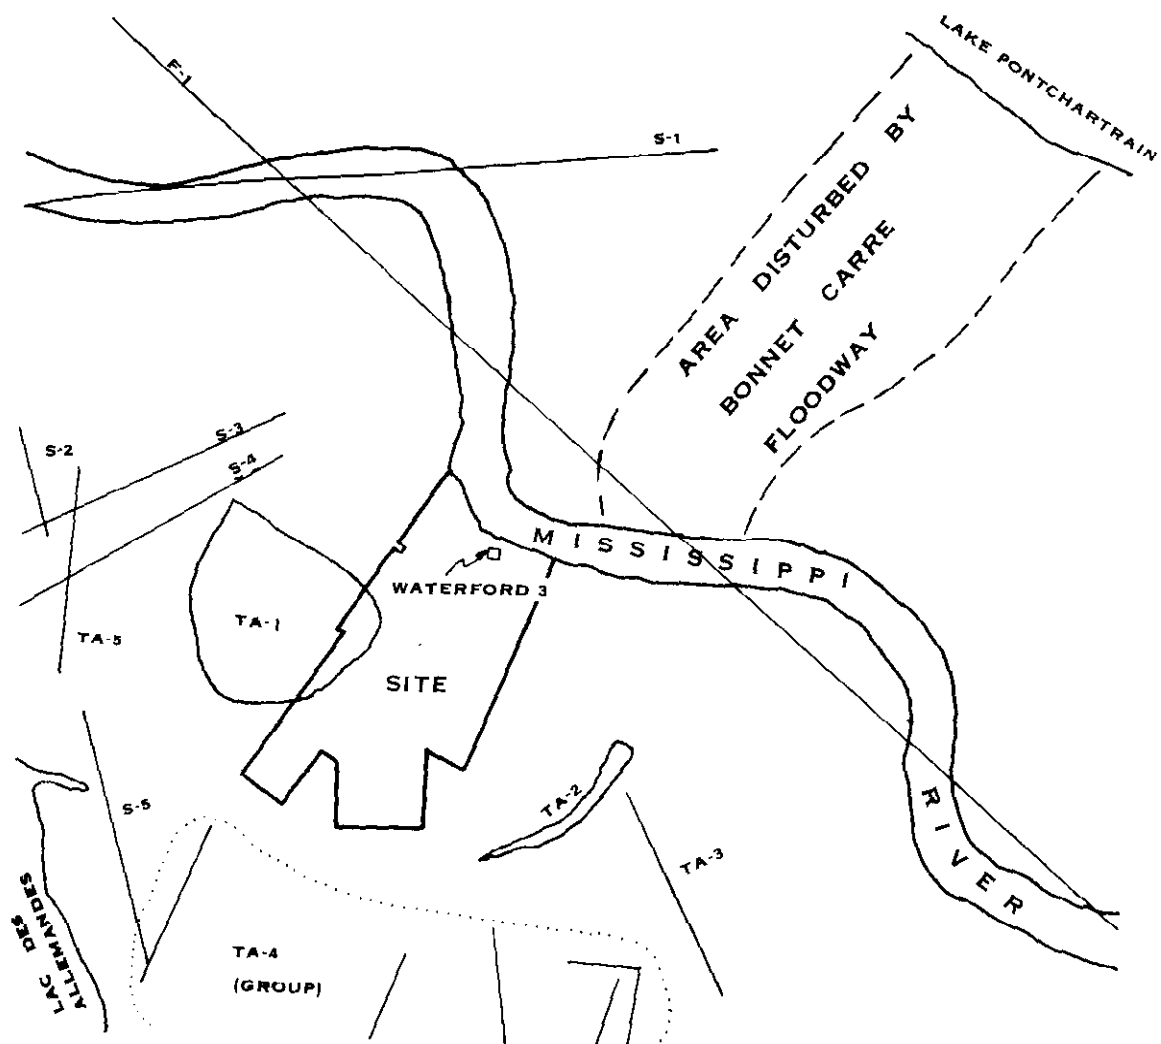 LAKE PONTCHARTRAIN
F-1
S-1
AREA DISTURBED BY
BONNET CARRE
FLOODWAY
S-2
S-3
S-4
MISSISSIPPI
WATERFORD 3
TA-1
TA-5
SITE
S-5
TA-2
TA-3
RIVER
LAC DES
ALLEMANDES
TA-4
(GROUP)